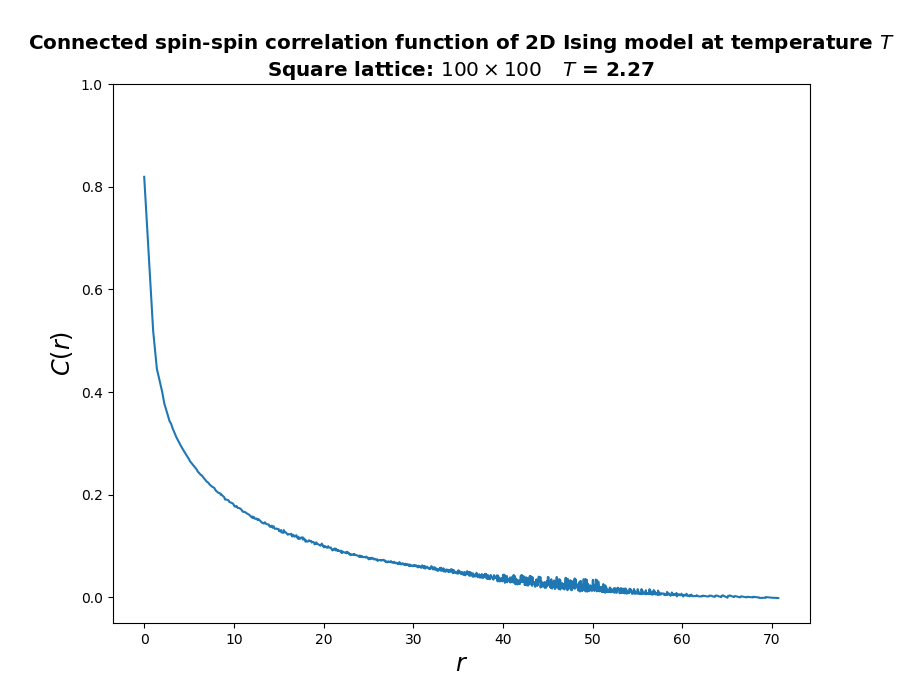 Connected spin-spin correlation function of 2D Ising model at temperature T
Square lattice: 100 × 100 T = 2.27
1.0
0.8
0.6
0.4
0.2
0.0
C(r)
0 10 20 30 40 50 60 70
r